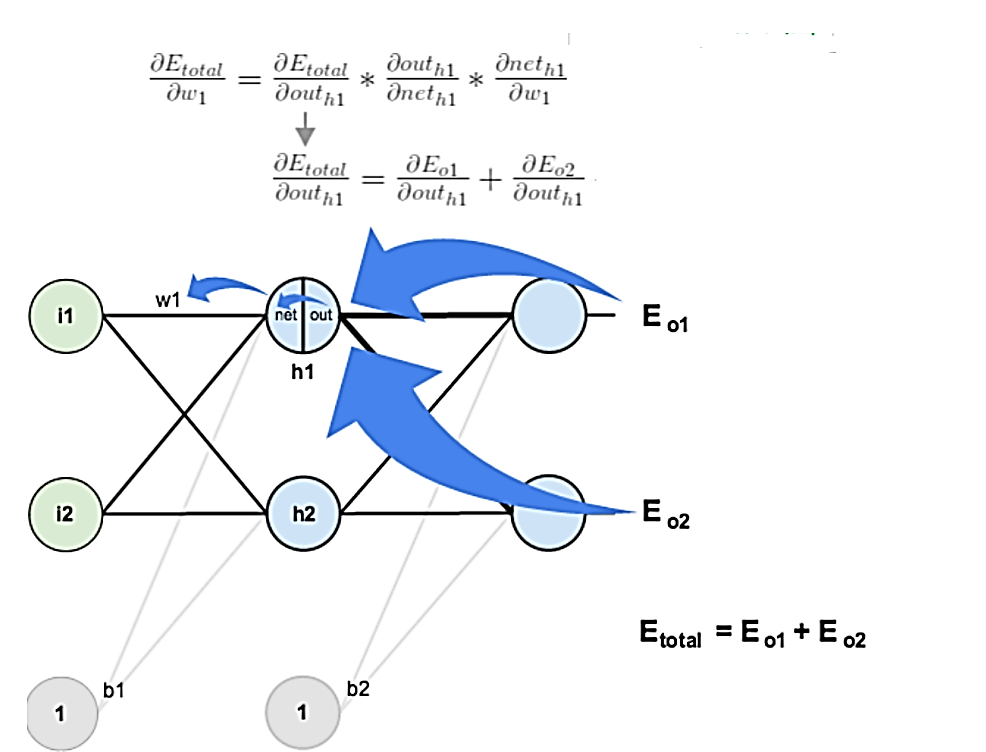 ∂E_total/∂w_1 = ∂E_total/∂out_h1 * ∂out_h1/∂net_h1 * ∂net_h1/∂w_1
∂E_total/∂out_h1 = ∂E_o1/∂out_h1 + ∂E_o2/∂out_h1
i1
w1
net
out
h1
E o1
i2
h2
E o2
E total = E o1 + E o2
b1
1
b2
1